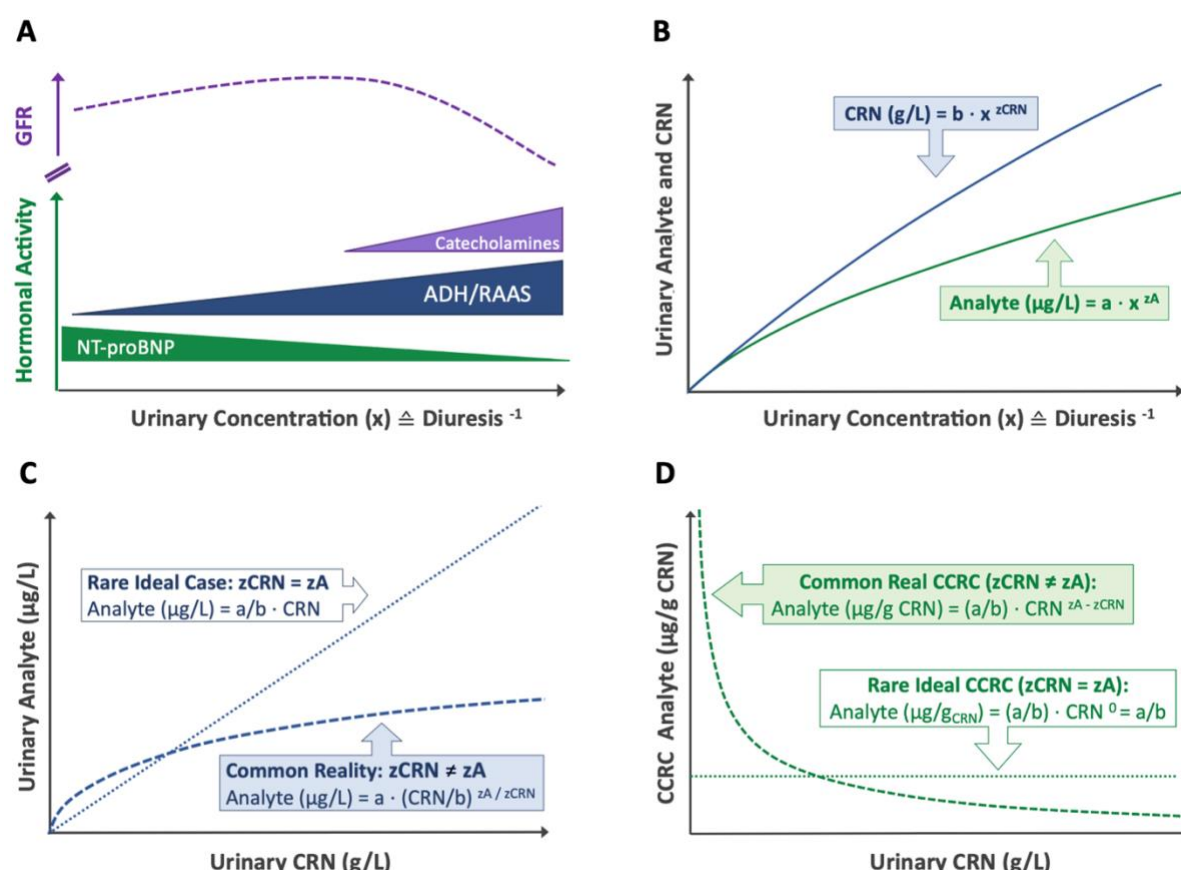 A
GFR
Hormonal Activity
Catecholamines
ADH/RAAS
NT-proBNP
Urinary Concentration (x) ≙ Diuresis ⁻¹
B
Urinary Analyte and CRN
CRN (g/L) = b · x ᶻCRN
Analyte (µg/L) = a · x ᶻA
Urinary Concentration (x) ≙ Diuresis ⁻¹
C
Urinary Analyte (µg/L)
Rare Ideal Case: zCRN = zA
Analyte (µg/L) = a/b · CRN
Common Reality: zCRN ≠ zA
Analyte (µg/L) = a · (CRN/b) zA / zCRN
Urinary CRN (g/L)
D
CCRC Analyte (µg/g CRN)
Common Real CCRC (zCRN ≠ zA):
Analyte (µg/g CRN) = (a/b) · CRN zA - zCRN
Rare Ideal CCRC (zCRN = zA):
Analyte (µg/gCRN) = (a/b) · CRN ⁰ = a/b
Urinary CRN (g/L)